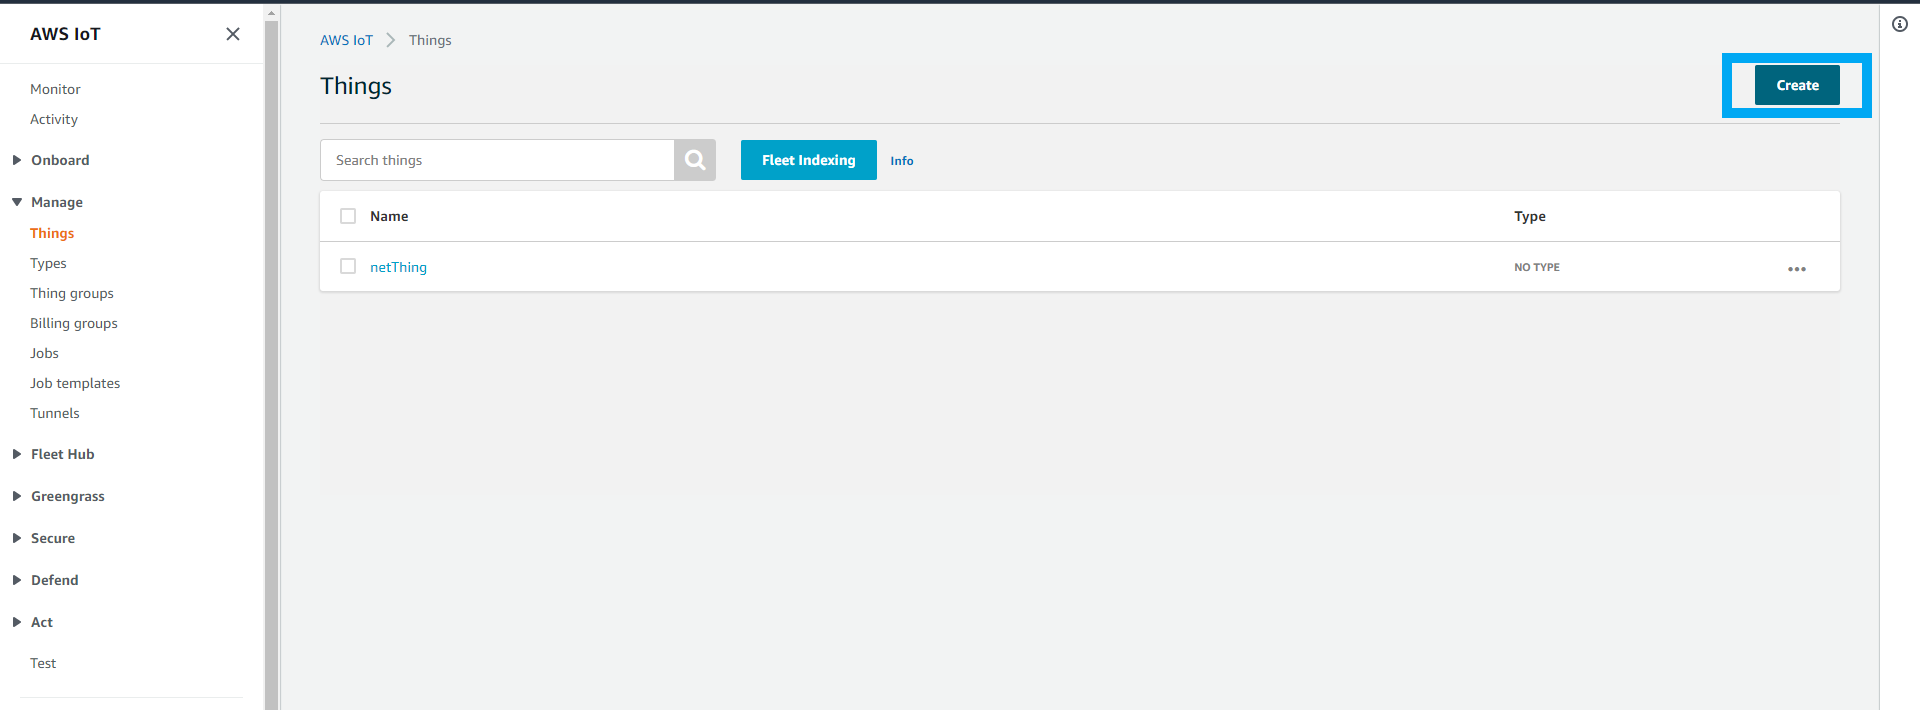 AWS IoT
Monitor
Activity
Onboard
Manage
Things
Types
Thing groups
Billing groups
Jobs
Job templates
Tunnels
Fleet Hub
Greengrass
Secure
Defend
Act
Test
AWS IoT Things
Things
Create
Search things
Fleet Indexing
Info
Name Type
netThing NO TYPE